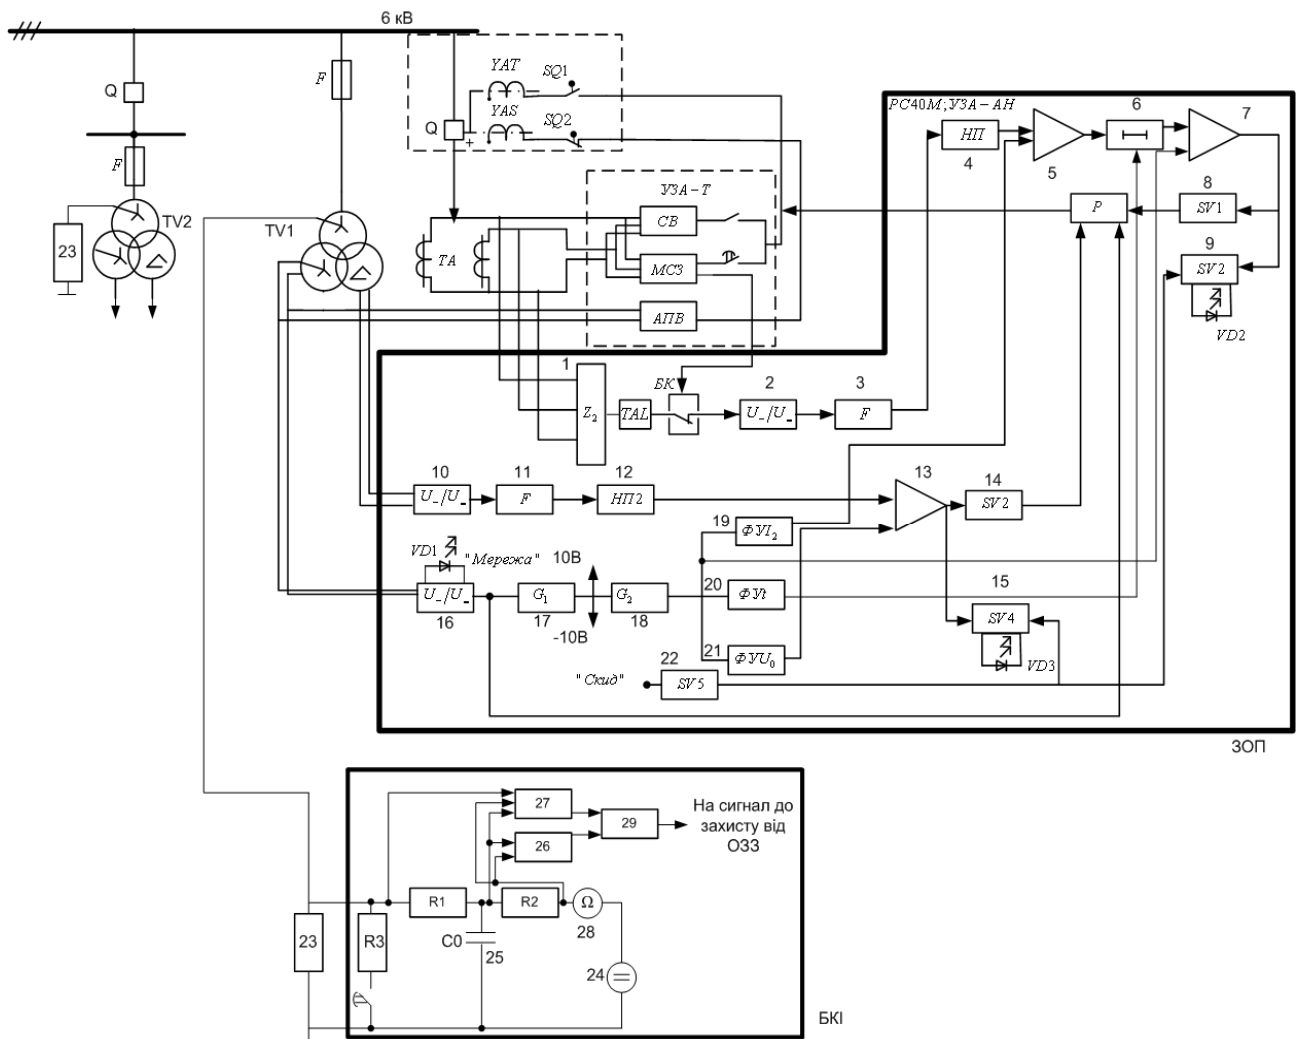 6 кВ
Q
F
23
TV2
F
TV1
YAT
SQ1
YAS
SQ2
Q
+
УЗА-Т
СВ
МСЗ
АПВ
TA
РС40М;УЗА-АН
НП
4
5
6
7
P
8
SV1
9
SV2
VD2
1
Z₂
TAL
БК
2
U~/U=
3
F
10
U~/U=
11
F
12
НП2
13
14
SV2
VD1
"Мережа"
U~/U=
16
G₁
17
10В
-10В
G₂
18
19
ФУI₂
20
ФУt
21
ФУU₀
15
SV4
VD3
22
"Скид"
SV5
ЗОП
27
26
29
На сигнал до
захисту від
ОЗЗ
R1
R2
Ω
28
23
R3
C0
25
24
БКІ